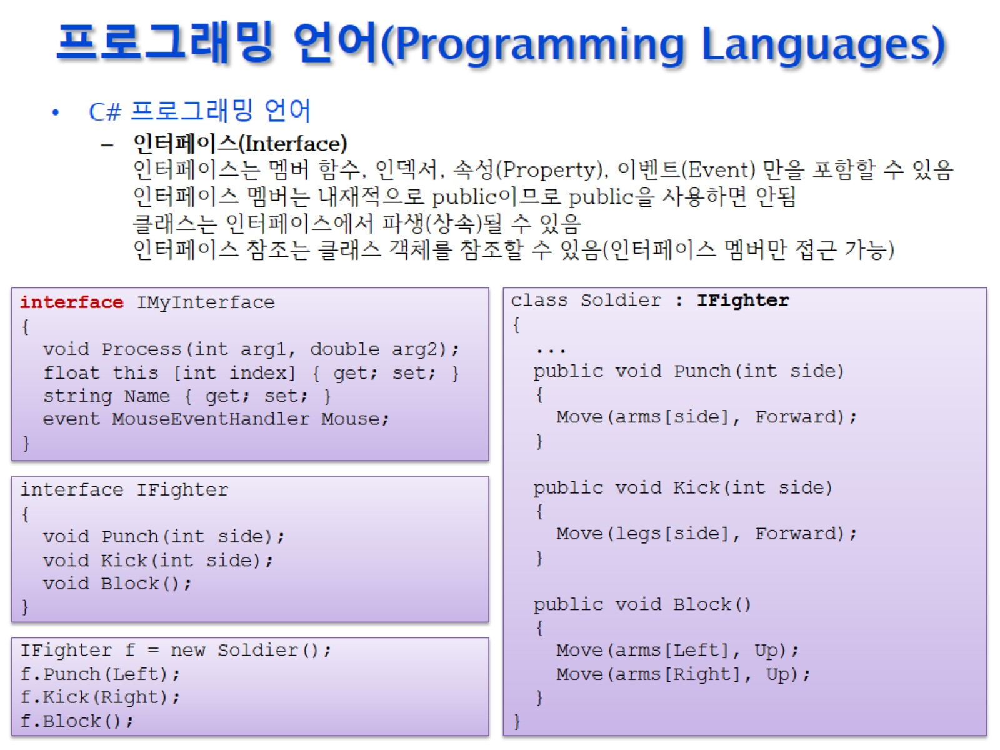 프로그래밍 언어(Programming Languages)
• C# 프로그래밍 언어
– 인터페이스(Interface)
인터페이스는 멤버 함수, 인덱서, 속성(Property), 이벤트(Event) 만을 포함할 수 있음
인터페이스 멤버는 내재적으로 public이므로 public을 사용하면 안됨
클래스는 인터페이스에서 파생(상속)될 수 있음
인터페이스 참조는 클래스 객체를 참조할 수 있음(인터페이스 멤버만 접근 가능)
interface IMyInterface
{
  void Process(int arg1, double arg2);
  float this [int index] { get; set; }
  string Name { get; set; }
  event MouseEventHandler Mouse;
}
interface IFighter
{
  void Punch(int side);
  void Kick(int side);
  void Block();
}
IFighter f = new Soldier();
f.Punch(Left);
f.Kick(Right);
f.Block();
class Soldier : IFighter
{
  ...
  public void Punch(int side)
  {
    Move(arms[side], Forward);
  }
  public void Kick(int side)
  {
    Move(legs[side], Forward);
  }
  public void Block()
  {
    Move(arms[Left], Up);
    Move(arms[Right], Up);
  }
}